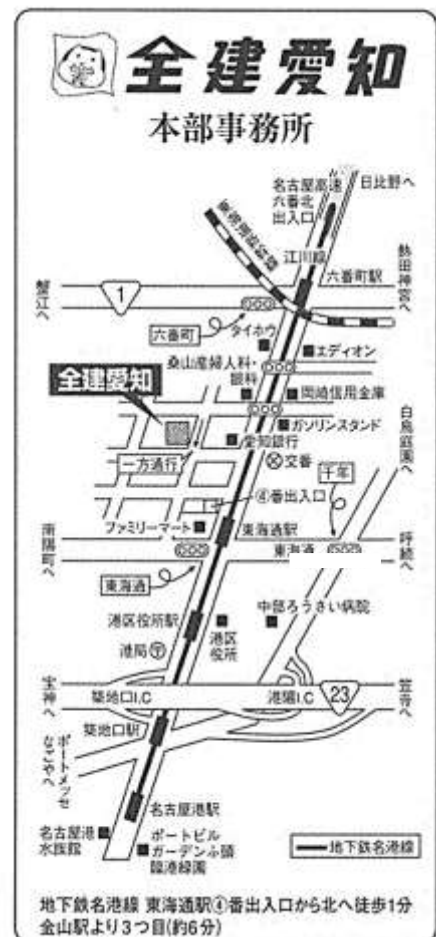 全建愛知
本部事務所
名古屋高速
六番北
出入口
日比野へ
江川線
六番町駅
熱田神宮へ
蟹江へ
1
六番町
タイホウ
エディオン
桑山産婦人科・
眼科
岡崎信用金庫
全建愛知
ガソリンスタンド
愛知銀行
白鳥庭園へ
一方通行
交番
千年
④番出入口
ファミリーマート
東海通駅
南陽町へ
東海通
呼続へ
東海通
中部ろうさい病院
港区役所駅
港区
役所
港局〒
宝神へ
築地口I.C
港陽I.C
23
笠寺へ
築地口駅
ポートメッセ
なごやへ
名古屋港駅
名古屋港
水族館
ポートビル
ガーデンふ頭
臨港緑園
地下鉄名港線
地下鉄名港線 東海通駅④番出入口から北へ徒歩1分
金山駅より3つ目(約6分)